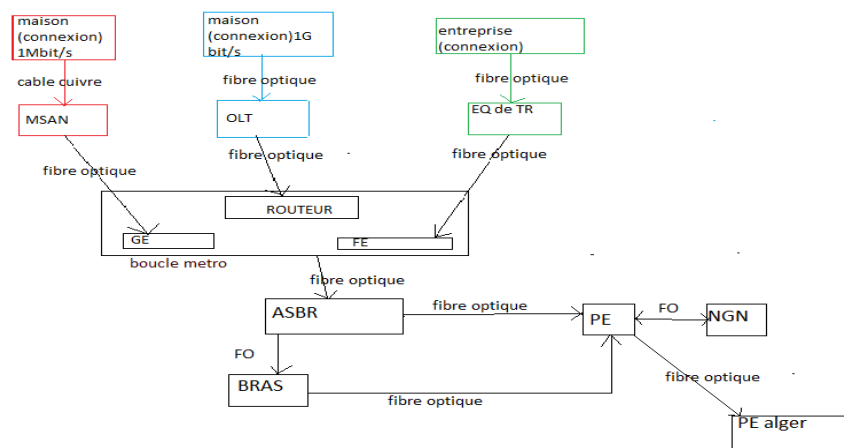 maison
(connexion)
1Mbit/s
maison
(connexion)1G
bit/s
entreprise
(connexion)
cable cuivre
fibre optique
fibre optique
MSAN
OLT
EQ de TR
fibre optique
fibre optique
fibre optique
ROUTEUR
GE
FE
boucle metro
fibre optique
ASBR
fibre optique
PE
FO
NGN
FO
BRAS
fibre optique
fibre optique
PE alger